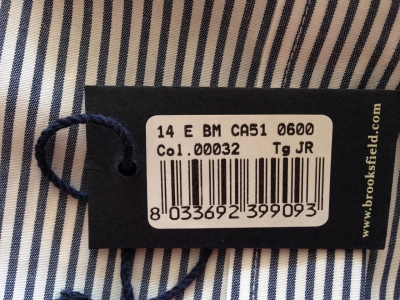 14 E BM CA51 0600
Col.00032 Tg JR
8 033692 399093
www.brooksfield.com